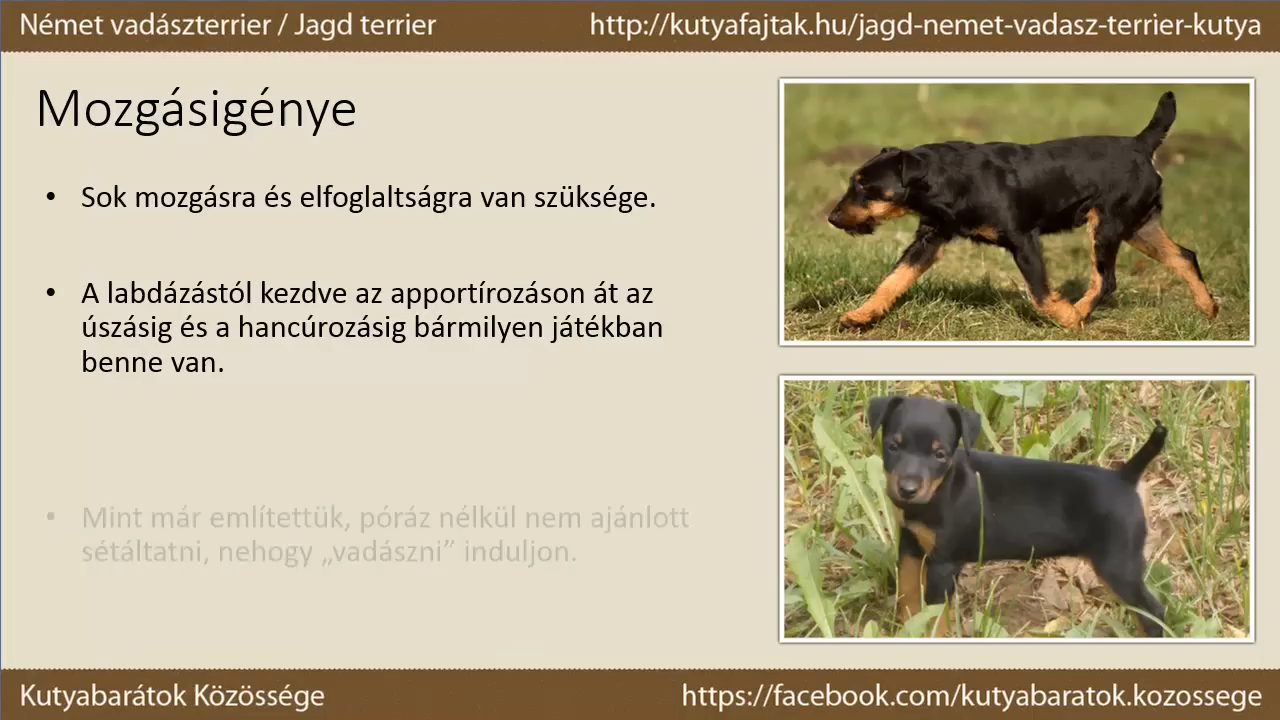 Német vadászterrier / Jagd terrier
http://kutyafajtak.hu/jagd-nemet-vadasz-terrier-kutya
Mozgásigénye
• Sok mozgásra és elfoglaltságra van szüksége.
• A labdázástól kezdve az apportírozáson át az
úszásig és a hancúrozásig bármilyen játékban
benne van.
• Mint már említettük, póráz nélkül nem ajánlott
sétáltatni, nehogy „vadászni” induljon.
Kutyabarátok Közössége
https://facebook.com/kutyabaratok.kozossege